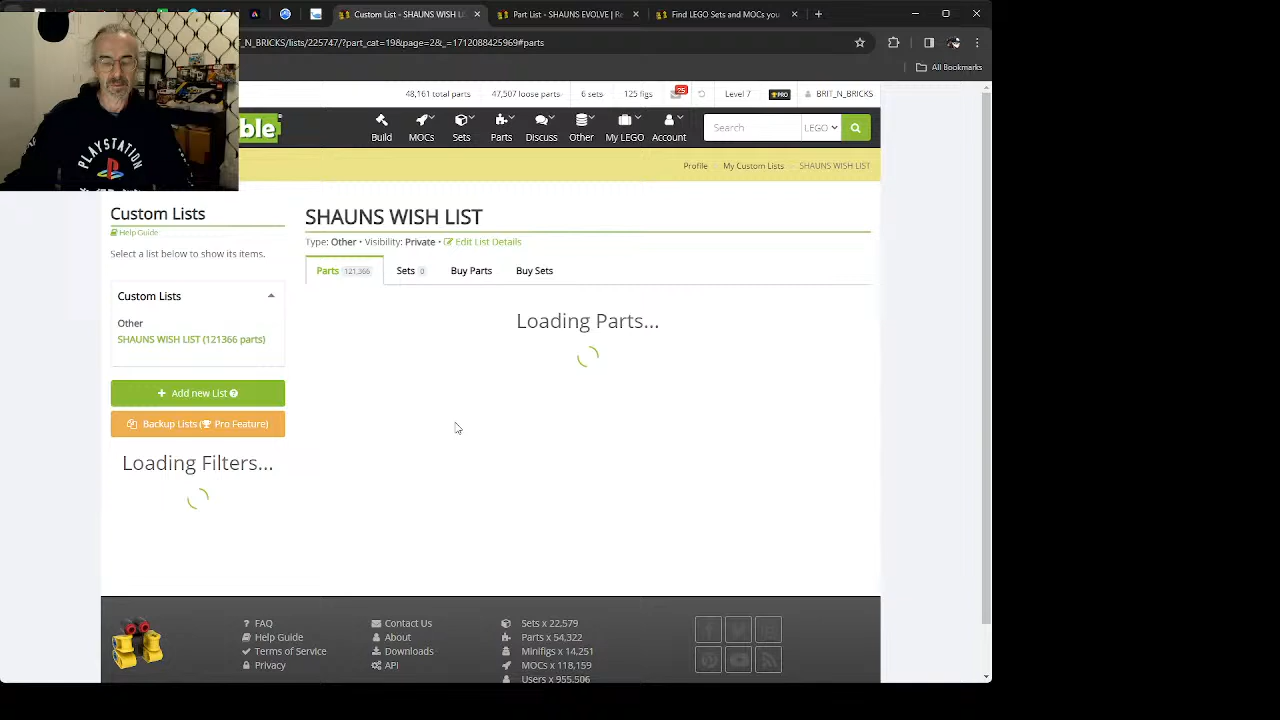 Custom List - SHAUNS WISH LIS
Part List - SHAUNS EVOLVE | Re
Find LEGO Sets and MOCs you
T_N_BRICKS/lists/225747/?part_cat=19&page=2&_=1712088425969#parts
All Bookmarks
48,161 total parts
47,507 loose parts
6 sets
125 figs
25
Level 7
PRO
BRIT_N_BRICKS
ble
Build
MOCs
Sets
Parts
Discuss
Other
My LEGO
Account
Search
LEGO
Profile
My Custom Lists
SHAUNS WISH LIST
PLAYSTATION
Custom Lists
Help Guide
Select a list below to show its items.
Custom Lists
Other
SHAUNS WISH LIST (121366 parts)
+ Add new List
Backup Lists ( Pro Feature)
Loading Filters...
SHAUNS WISH LIST
Type: Other • Visibility: Private • Edit List Details
Parts 121,366
Sets 0
Buy Parts
Buy Sets
Loading Parts...
? FAQ
Help Guide
Terms of Service
Privacy
Contact Us
About
Downloads
API
Sets x 22,579
Parts x 54,322
Minifigs x 14,251
MOCs x 118,159
Users x 955,506